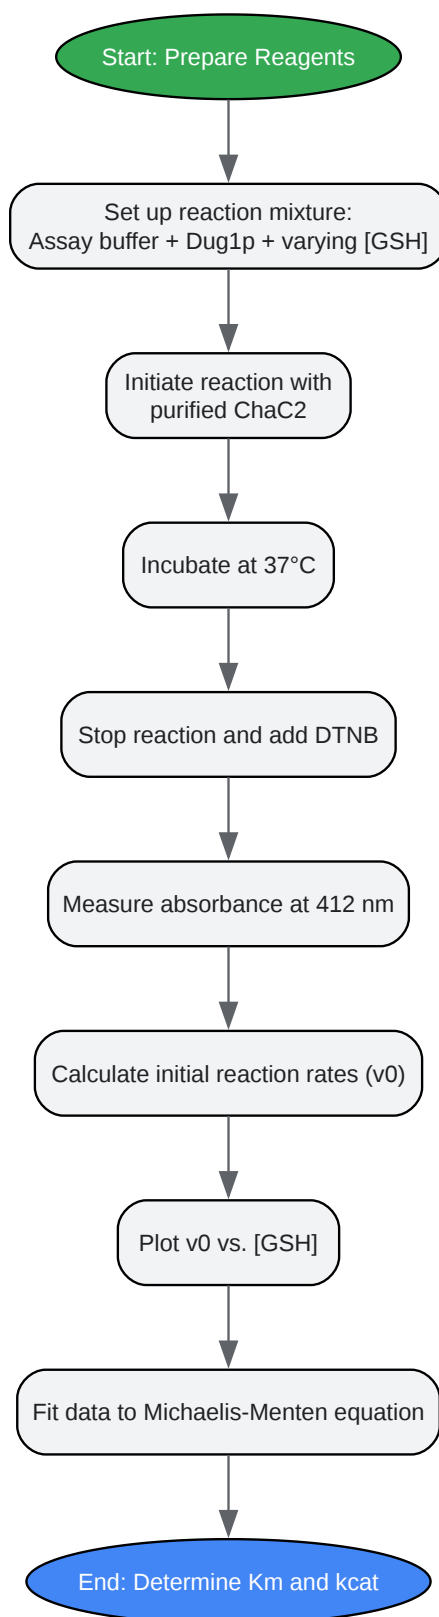 Start: Prepare Reagents
Set up reaction mixture:
Assay buffer + Dug1p + varying [GSH]
Initiate reaction with
purified ChaC2
Incubate at 37°C
Stop reaction and add DTNB
Measure absorbance at 412 nm
Calculate initial reaction rates (v0)
Plot v0 vs. [GSH]
Fit data to Michaelis-Menten equation
End: Determine Km and kcat